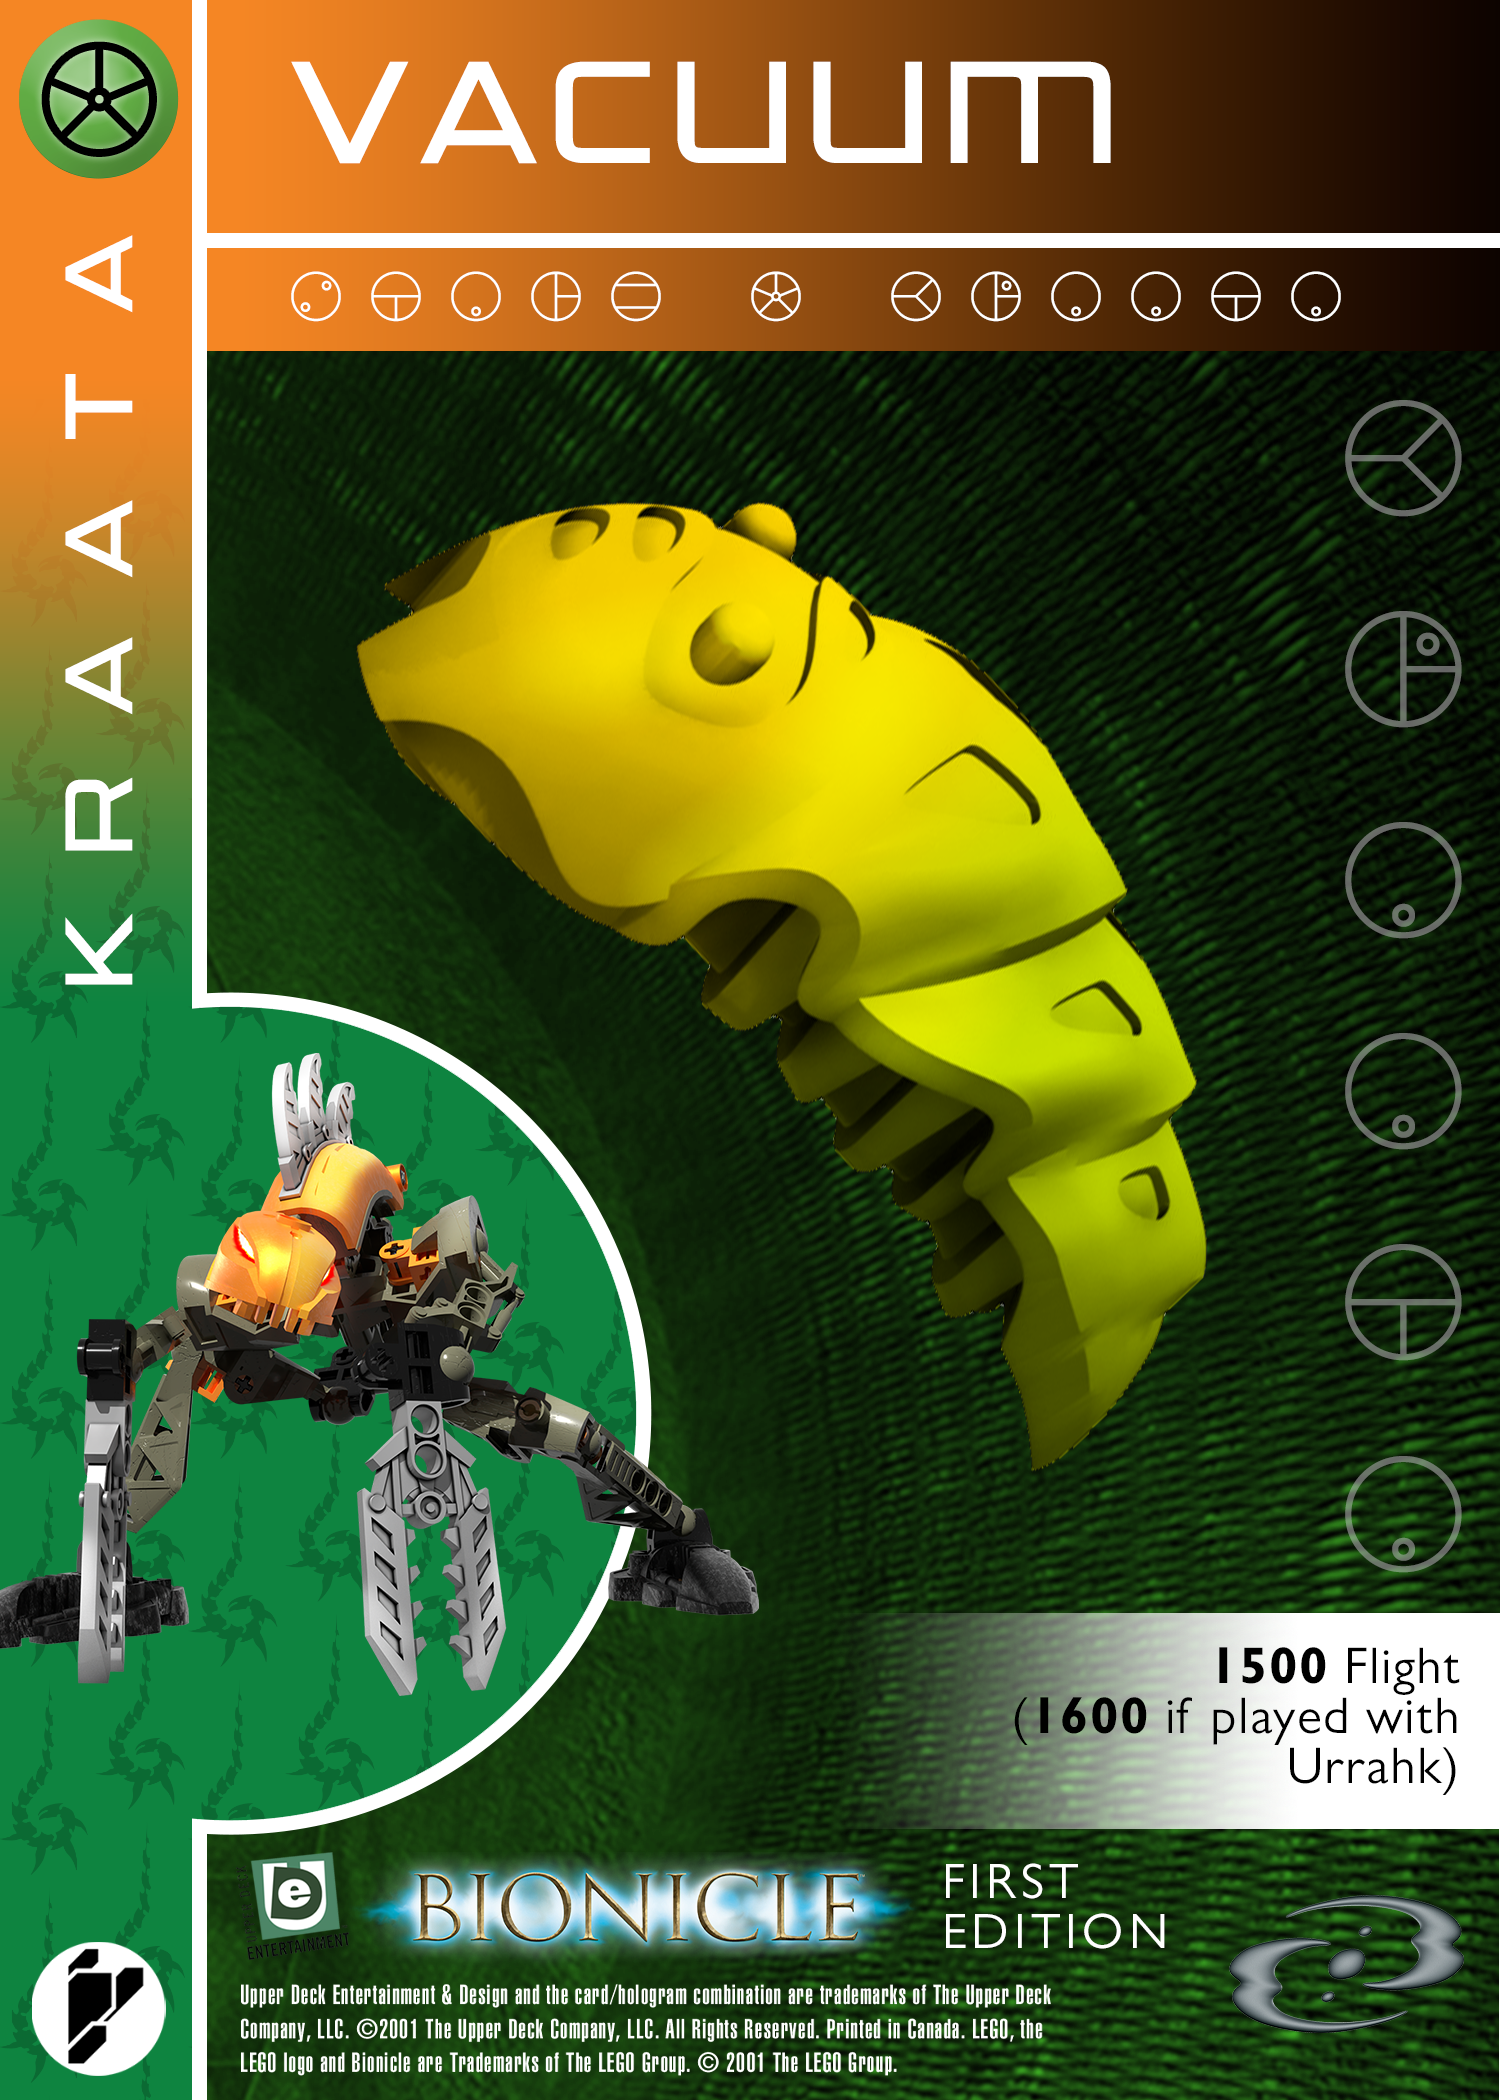 VACUUM
KRAATA
1500 Flight
(1600 if played with
Urrahk)
e
ENTERTAINMENT
BIONICLE
FIRST
EDITION
Upper Deck Entertainment & Design and the card/hologram combination are trademarks of The Upper Deck
Company, LLC. ©2001 The Upper Deck Company, LLC. All Rights Reserved. Printed in Canada. LEGO, the
LEGO logo and Bionicle are Trademarks of The LEGO Group. © 2001 The LEGO Group.